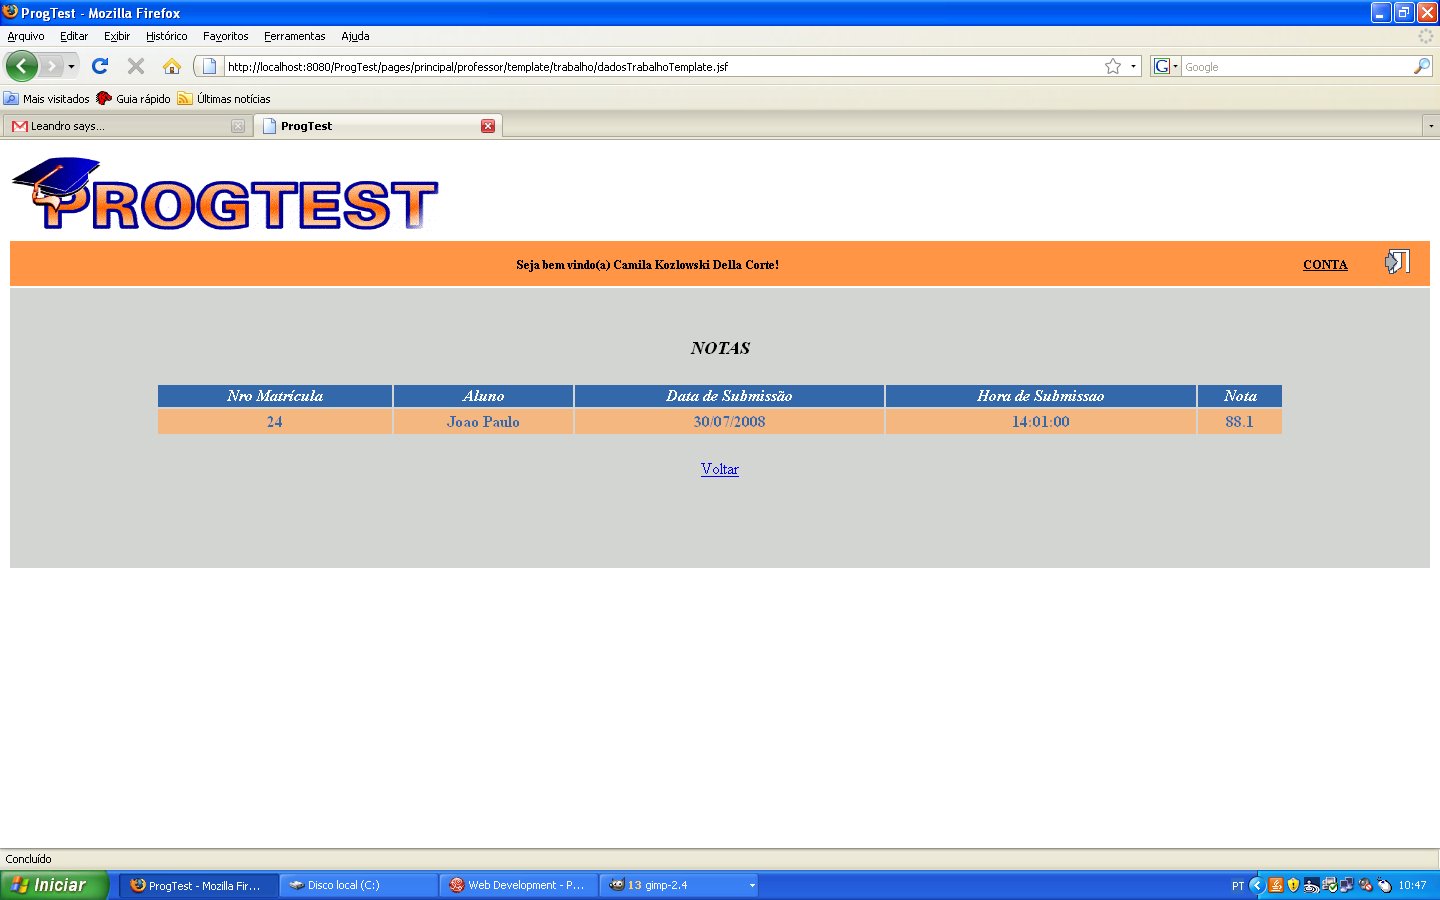 ProgTest - Mozilla Firefox
Arquivo Editar Exibir Histórico Favoritos Ferramentas Ajuda
http://localhost:8080/ProgTest/pages/principal/professor/template/trabalho/dadosTrabalhoTemplate.jsf
G Google
Mais visitados Guia rápido Últimas notícias
Leandro says... ProgTest
PROGTEST
Seja bem vindo(a) Camila Kozlowski Della Corte! CONTA
NOTAS
Nro Matrícula Aluno Data de Submissão Hora de Submissao Nota
24 Joao Paulo 30/07/2008 14:01:00 88.1
Voltar
Concluído
Iniciar ProgTest - Mozilla Fir... Disco local (C:) Web Development - P... 13 gimp-2.4 PT 10:47